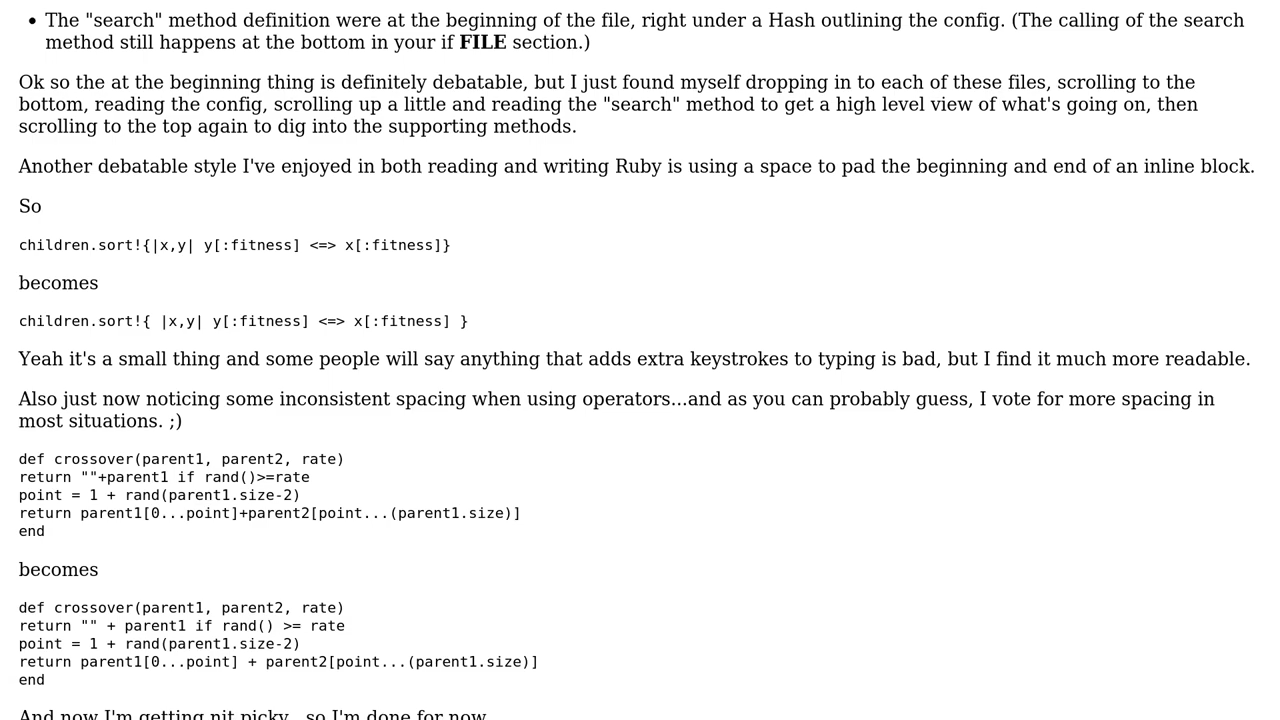 • The "search" method definition were at the beginning of the file, right under a Hash outlining the config. (The calling of the search
method still happens at the bottom in your if FILE section.)
Ok so the at the beginning thing is definitely debatable, but I just found myself dropping in to each of these files, scrolling to the
bottom, reading the config, scrolling up a little and reading the "search" method to get a high level view of what's going on, then
scrolling to the top again to dig into the supporting methods.
Another debatable style I've enjoyed in both reading and writing Ruby is using a space to pad the beginning and end of an inline block.
So
children.sort!{|x,y| y[:fitness] <=> x[:fitness]}
becomes
children.sort!{ |x,y| y[:fitness] <=> x[:fitness] }
Yeah it's a small thing and some people will say anything that adds extra keystrokes to typing is bad, but I find it much more readable.
Also just now noticing some inconsistent spacing when using operators...and as you can probably guess, I vote for more spacing in
most situations. ;)
def crossover(parent1, parent2, rate)
return ""+parent1 if rand()>=rate
point = 1 + rand(parent1.size-2)
return parent1[0...point]+parent2[point...(parent1.size)]
end
becomes
def crossover(parent1, parent2, rate)
return "" + parent1 if rand() >= rate
point = 1 + rand(parent1.size-2)
return parent1[0...point] + parent2[point...(parent1.size)]
end
And now I'm getting nit picky...so I'm done for now.